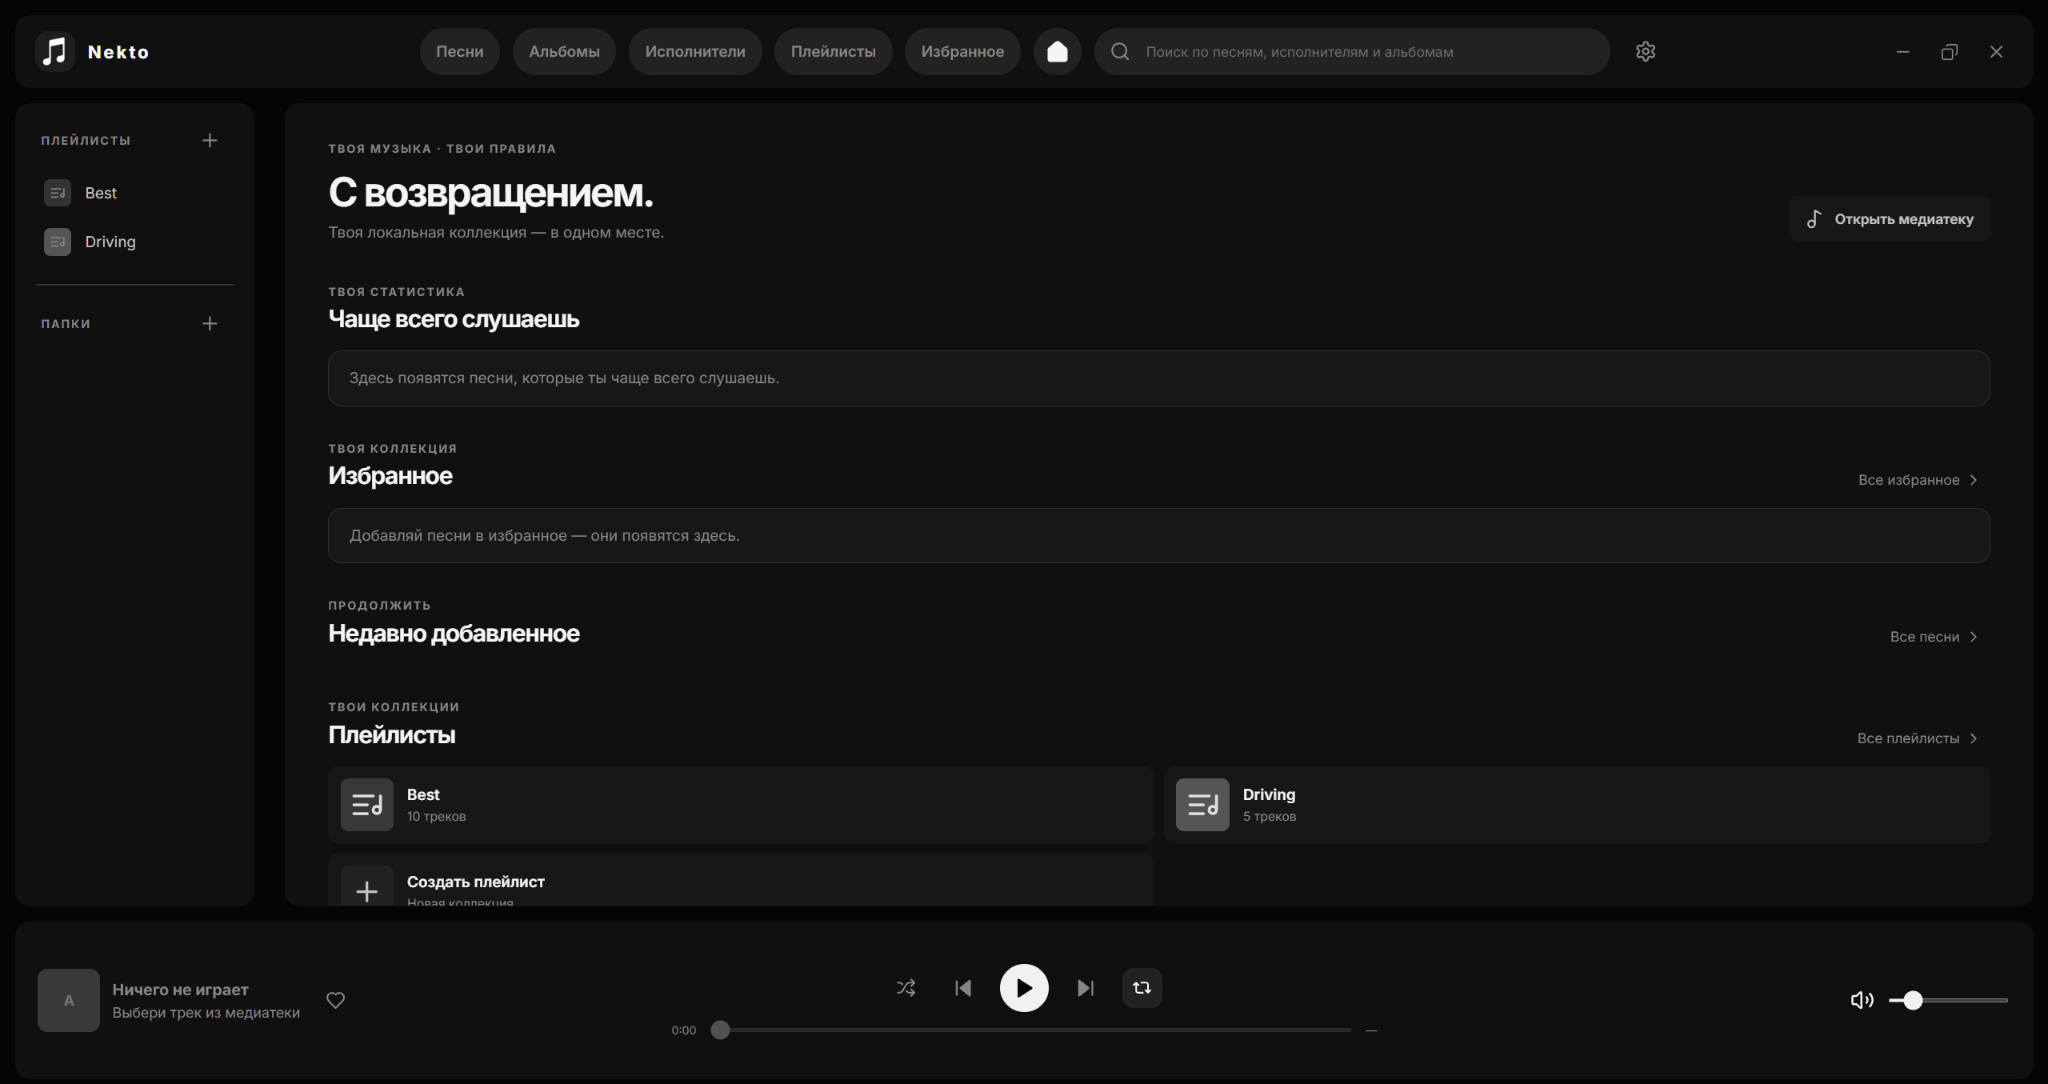 Nekto
Песни
Альбомы
Исполнители
Плейлисты
Избранное
Поиск по песням, исполнителям и альбомам
ПЛЕЙЛИСТЫ
Best
Driving
ПАПКИ
ТВОЯ МУЗЫКА · ТВОИ ПРАВИЛА
С возвращением.
Твоя локальная коллекция — в одном месте.
Открыть медиатеку
ТВОЯ СТАТИСТИКА
Чаще всего слушаешь
Здесь появятся песни, которые ты чаще всего слушаешь.
ТВОЯ КОЛЛЕКЦИЯ
Избранное
Все избранное
Добавляй песни в избранное — они появятся здесь.
ПРОДОЛЖИТЬ
Недавно добавленное
Все песни
ТВОИ КОЛЛЕКЦИИ
Плейлисты
Все плейлисты
Best
10 треков
Driving
5 треков
Создать плейлист
Новая коллекция
A
Ничего не играет
Выбери трек из медиатеки
0:00
—